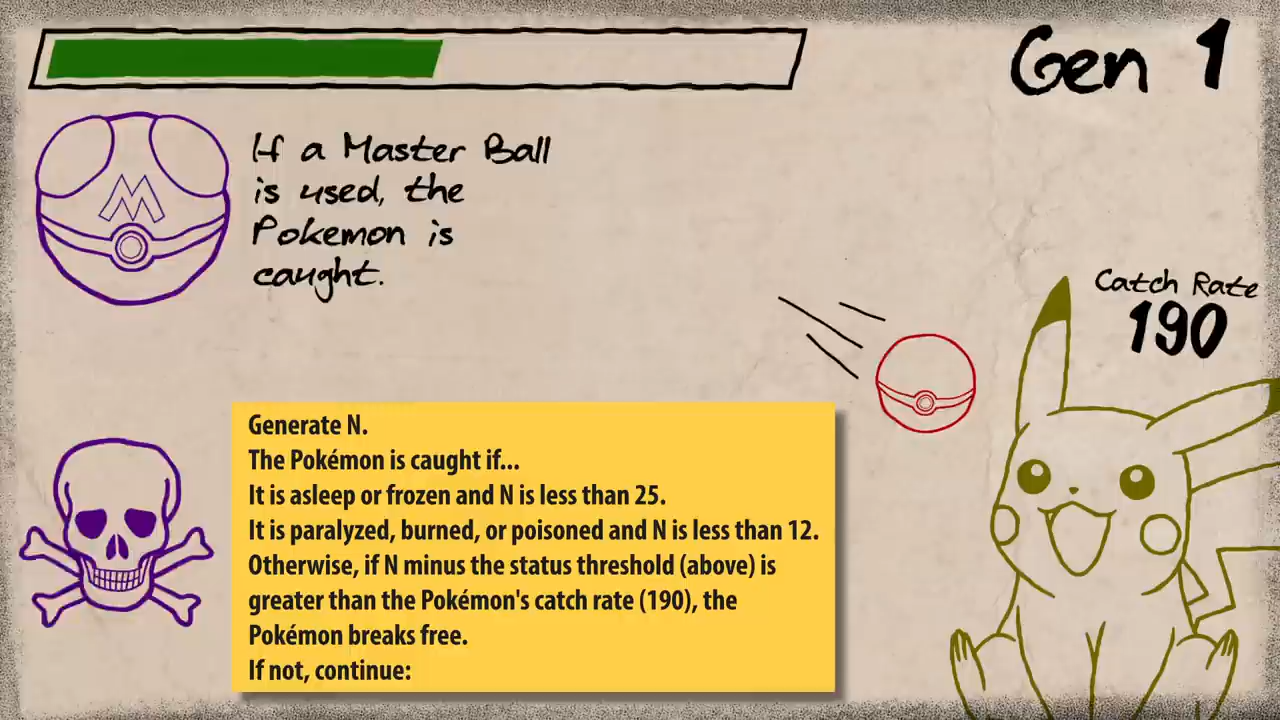 Gen 1
If a Master Ball
is used, the
Pokemon is
caught.
M
Catch Rate
190
Generate N.
The Pokémon is caught if...
It is asleep or frozen and N is less than 25.
It is paralyzed, burned, or poisoned and N is less than 12.
Otherwise, if N minus the status threshold (above) is
greater than the Pokémon's catch rate (190), the
Pokémon breaks free.
If not, continue: